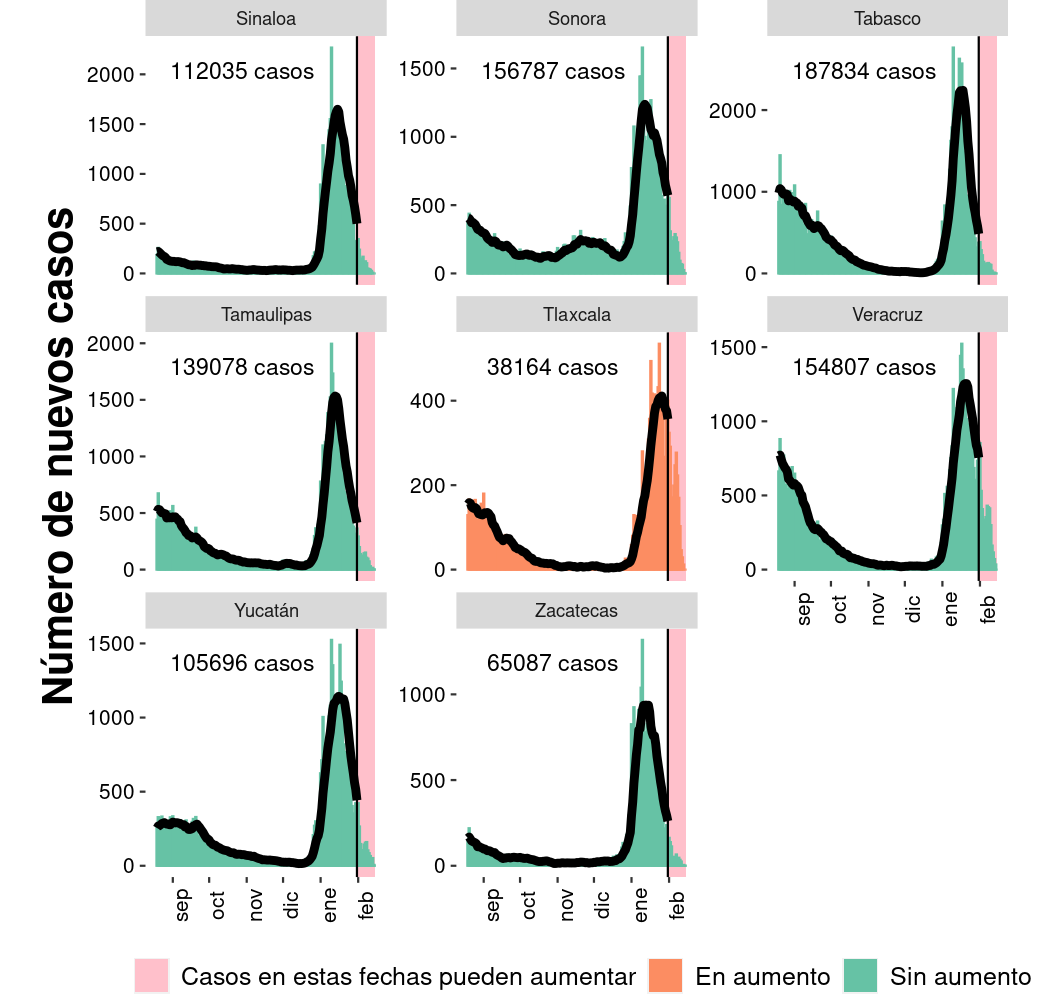 Número de nuevos casos
Sinaloa
Sonora
Tabasco
112035 casos
156787 casos
187834 casos
2000
1500
1000
500
0
1500
1000
500
0
2000
1000
0
Tamaulipas
Tlaxcala
Veracruz
139078 casos
38164 casos
154807 casos
2000
1500
1000
500
0
400
200
0
1500
1000
500
0
sep
oct
nov
dic
ene
feb
Yucatán
Zacatecas
105696 casos
65087 casos
1500
1000
500
0
1000
500
0
sep
oct
nov
dic
ene
feb
sep
oct
nov
dic
ene
feb
Casos en estas fechas pueden aumentar
En aumento
Sin aumento